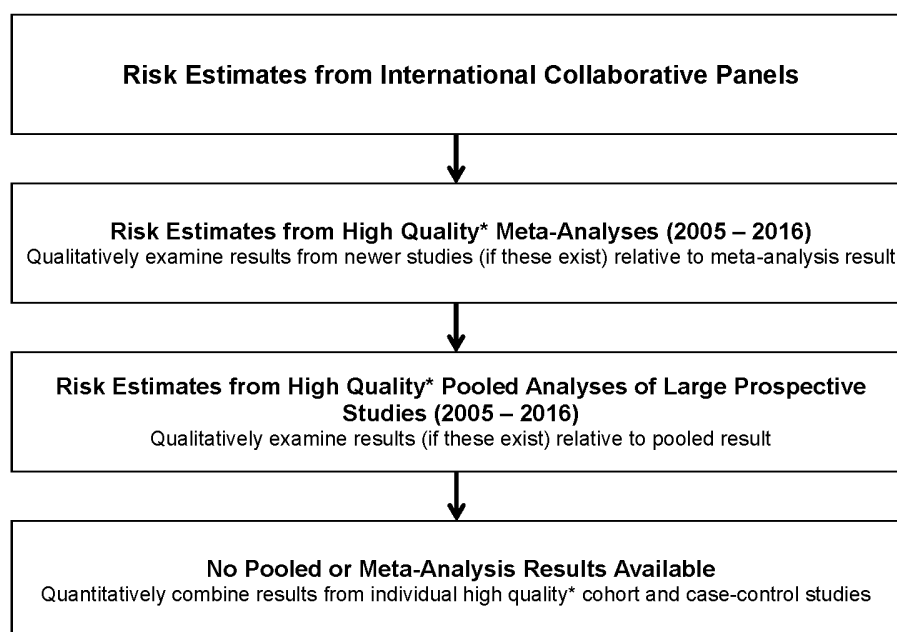 Risk Estimates from International Collaborative Panels
Risk Estimates from High Quality* Meta-Analyses (2005 – 2016)
Qualitatively examine results from newer studies (if these exist) relative to meta-analysis result
Risk Estimates from High Quality* Pooled Analyses of Large Prospective
Studies (2005 – 2016)
Qualitatively examine results (if these exist) relative to pooled result
No Pooled or Meta-Analysis Results Available
Quantitatively combine results from individual high quality* cohort and case-control studies